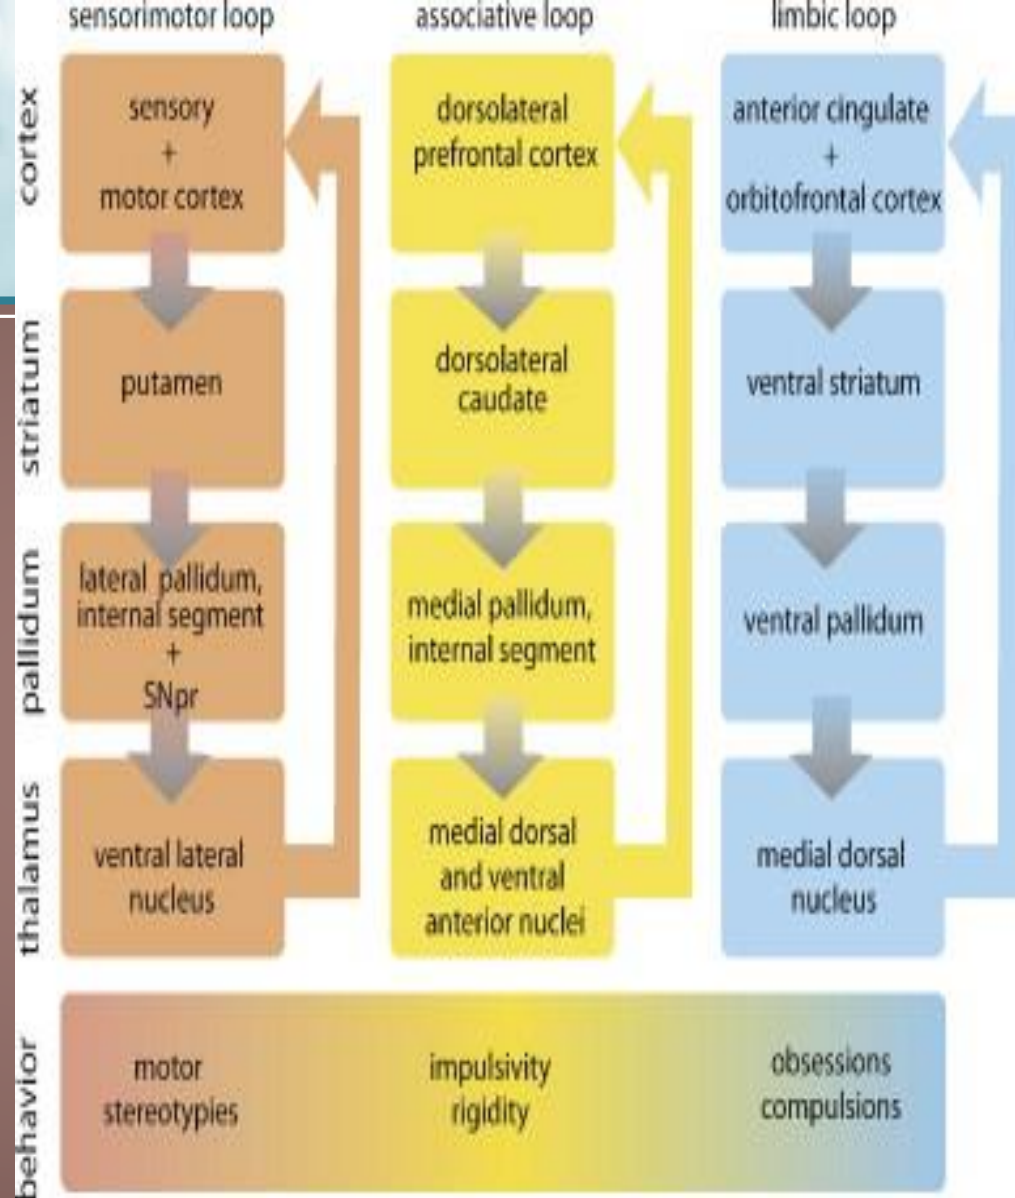 sensorimotor loop
associative loop
limbic loop
cortex
sensory
+
motor cortex
dorsolateral
prefrontal cortex
anterior cingulate
+
orbitofrontal cortex
striatum
putamen
dorsolateral
caudate
ventral striatum
pallidum
lateral pallidum,
internal segment
+
SNpr
medial pallidum,
internal segment
ventral pallidum
thalamus
ventral lateral
nucleus
medial dorsal
and ventral
anterior nuclei
medial dorsal
nucleus
behavior
motor
stereotypies
impulsivity
rigidity
obsessions
compulsions